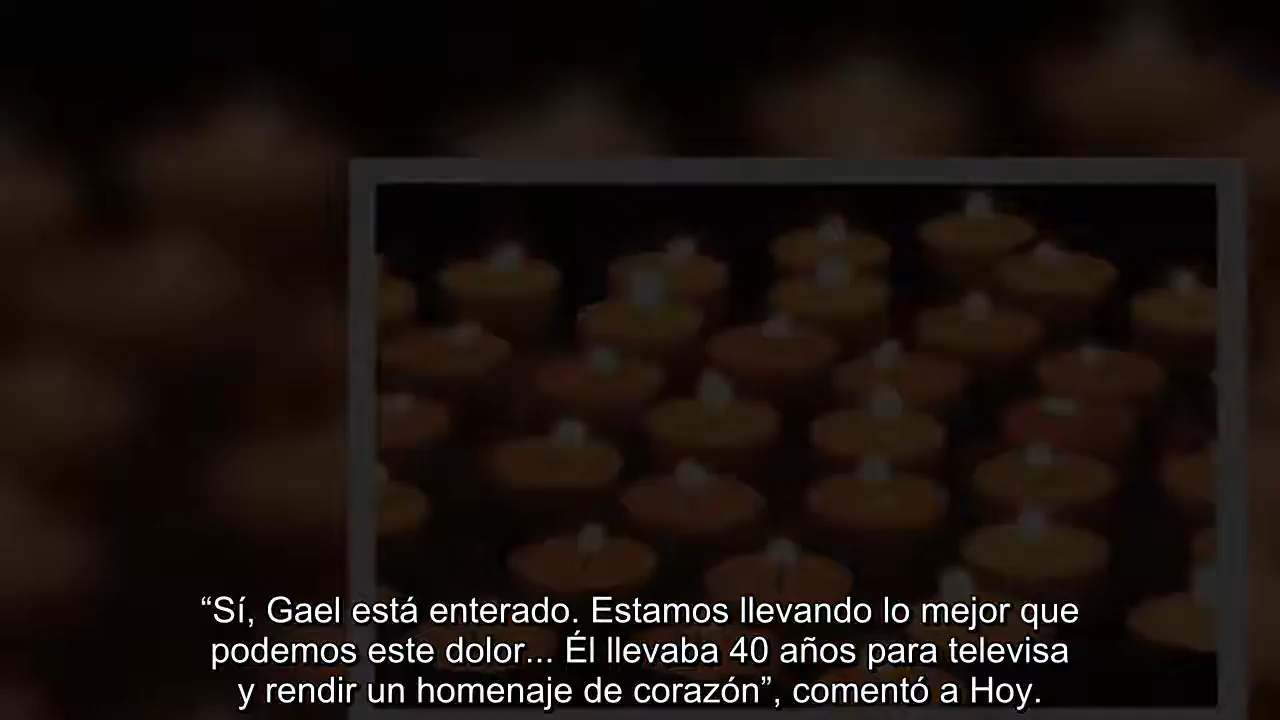 “Sí, Gael está enterado. Estamos llevando lo mejor que
podemos este dolor... Él llevaba 40 años para televisa
y rendir un homenaje de corazón”, comentó a Hoy.